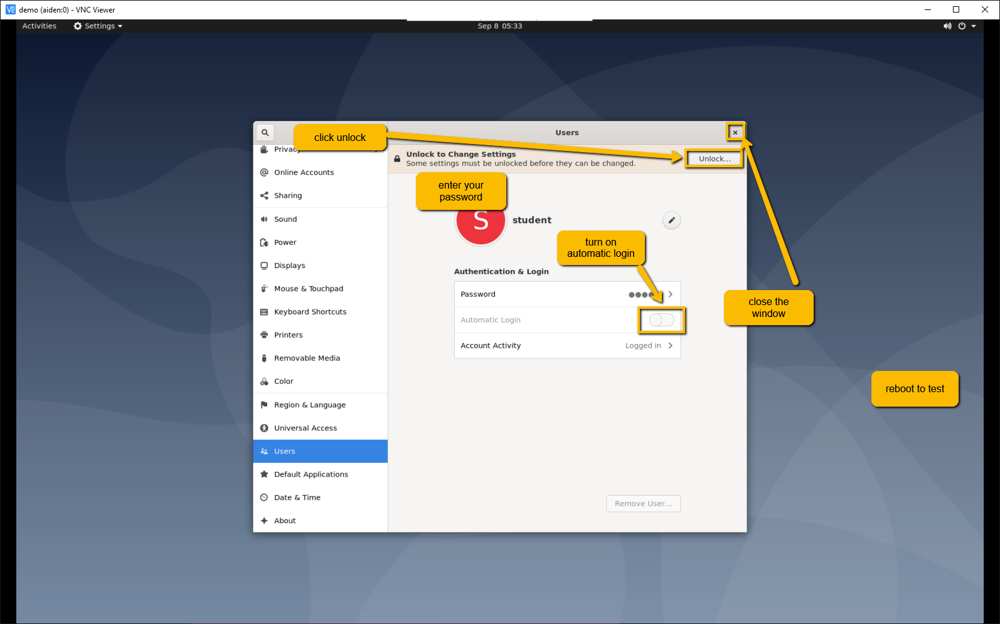 demo (aiden:0) - VNC Viewer
Activities
Settings
Sep 8 05:33
click unlock
Users
Unlock to Change Settings
Some settings must be unlocked before they can be changed.
Unlock...
enter your
password
S
student
turn on
automatic login
Authentication & Login
Password
Automatic Login
Account Activity
Logged in
close the
window
reboot to test
Remove User...
Privacy
Online Accounts
Sharing
Sound
Power
Displays
Mouse & Touchpad
Keyboard Shortcuts
Printers
Removable Media
Color
Region & Language
Universal Access
Users
Default Applications
Date & Time
About